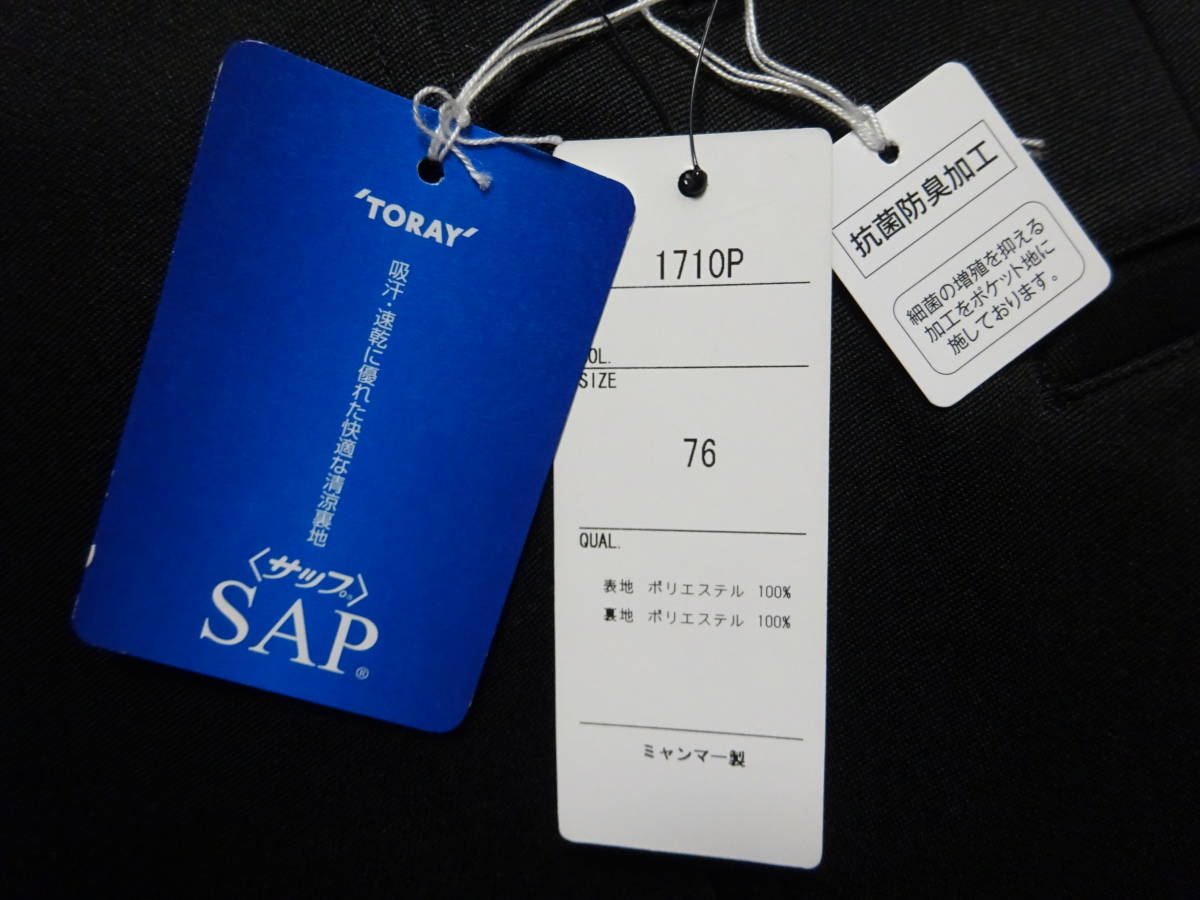 'TORAY'
吸汗・速乾に優れた快適な清涼裏地
〈サップ®〉
SAP®
1710P
OL.
SIZE
76
QUAL.
表地 ポリエステル 100%
裏地 ポリエステル 100%
ミャンマー製
抗菌防臭加工
細菌の増殖を抑える
加工をポケット地に
施しております。